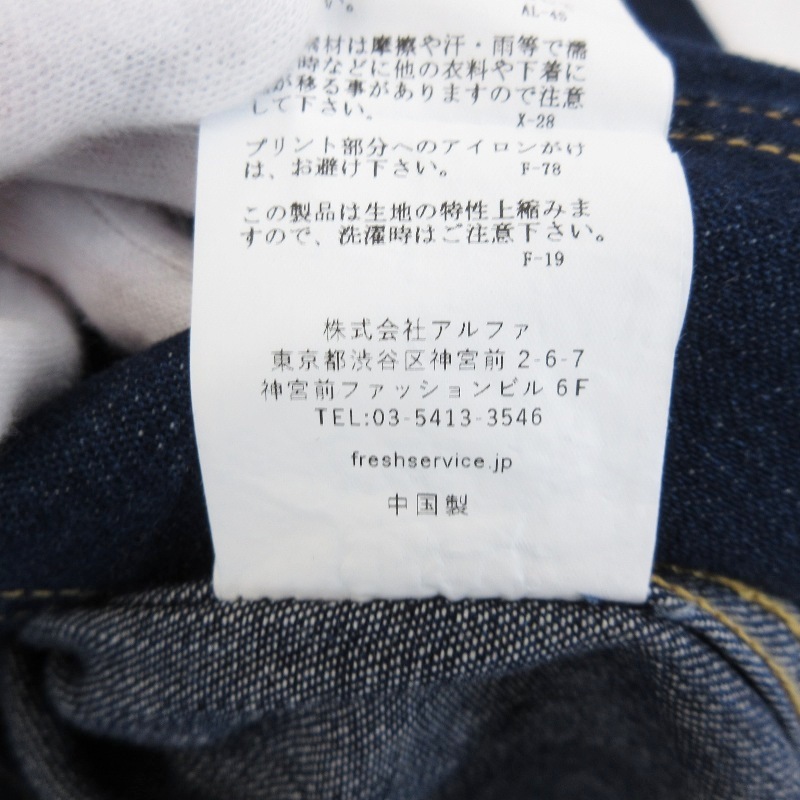 い。 AL-45
素材は摩擦や汗・雨等で濡
時などに他の衣料や下着に
が移る事がありますので注意
して下さい。
X-28
プリント部分へのアイロンがけ
は、お避け下さい。 F-78
この製品は生地の特性上縮みま
すので、洗濯時はご注意下さい。
F-19
株式会社アルファ
東京都渋谷区神宮前 2-6-7
神宮前ファッションビル 6F
TEL:03-5413-3546
freshservice.jp
中国製